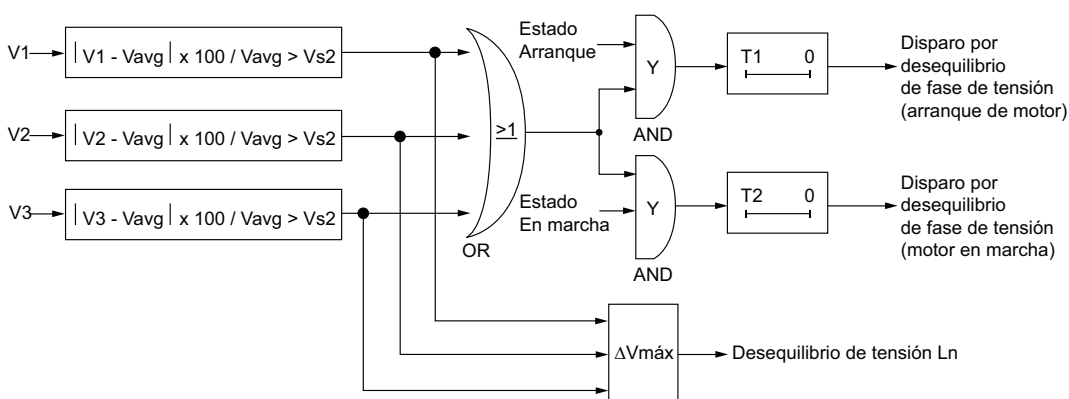 V1
| V1 - Vavg | x 100 / Vavg > Vs2
V2
| V2 - Vavg | x 100 / Vavg > Vs2
V3
| V3 - Vavg | x 100 / Vavg > Vs2
>1
OR
Estado
Arranque
Y
AND
T1 0
Disparo por
desequilibrio
de fase de tensión
(arranque de motor)
Estado
En marcha
Y
AND
T2 0
Disparo por
desequilibrio
de fase de tensión
(motor en marcha)
ΔVmáx
Desequilibrio de tensión Ln